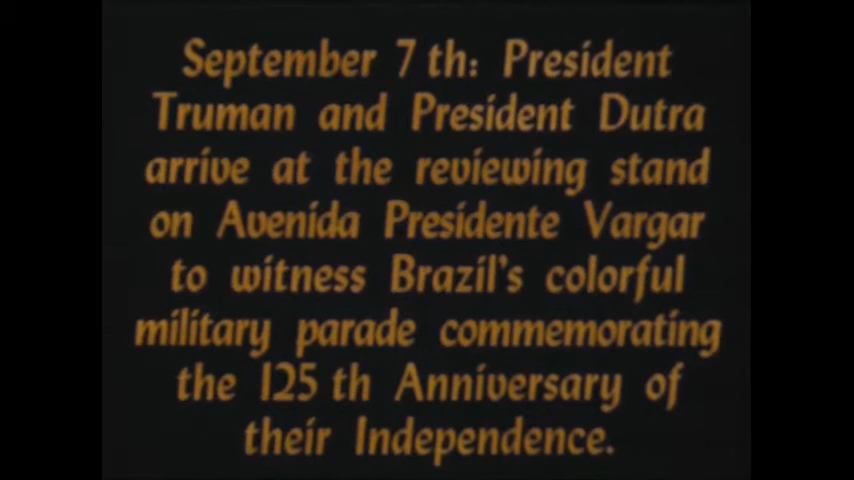 September 7 th: President
Truman and President Dutra
arrive at the reviewing stand
on Avenida Presidente Vargar
to witness Brazil's colorful
military parade commemorating
the 125 th Anniversary of
their Independence.